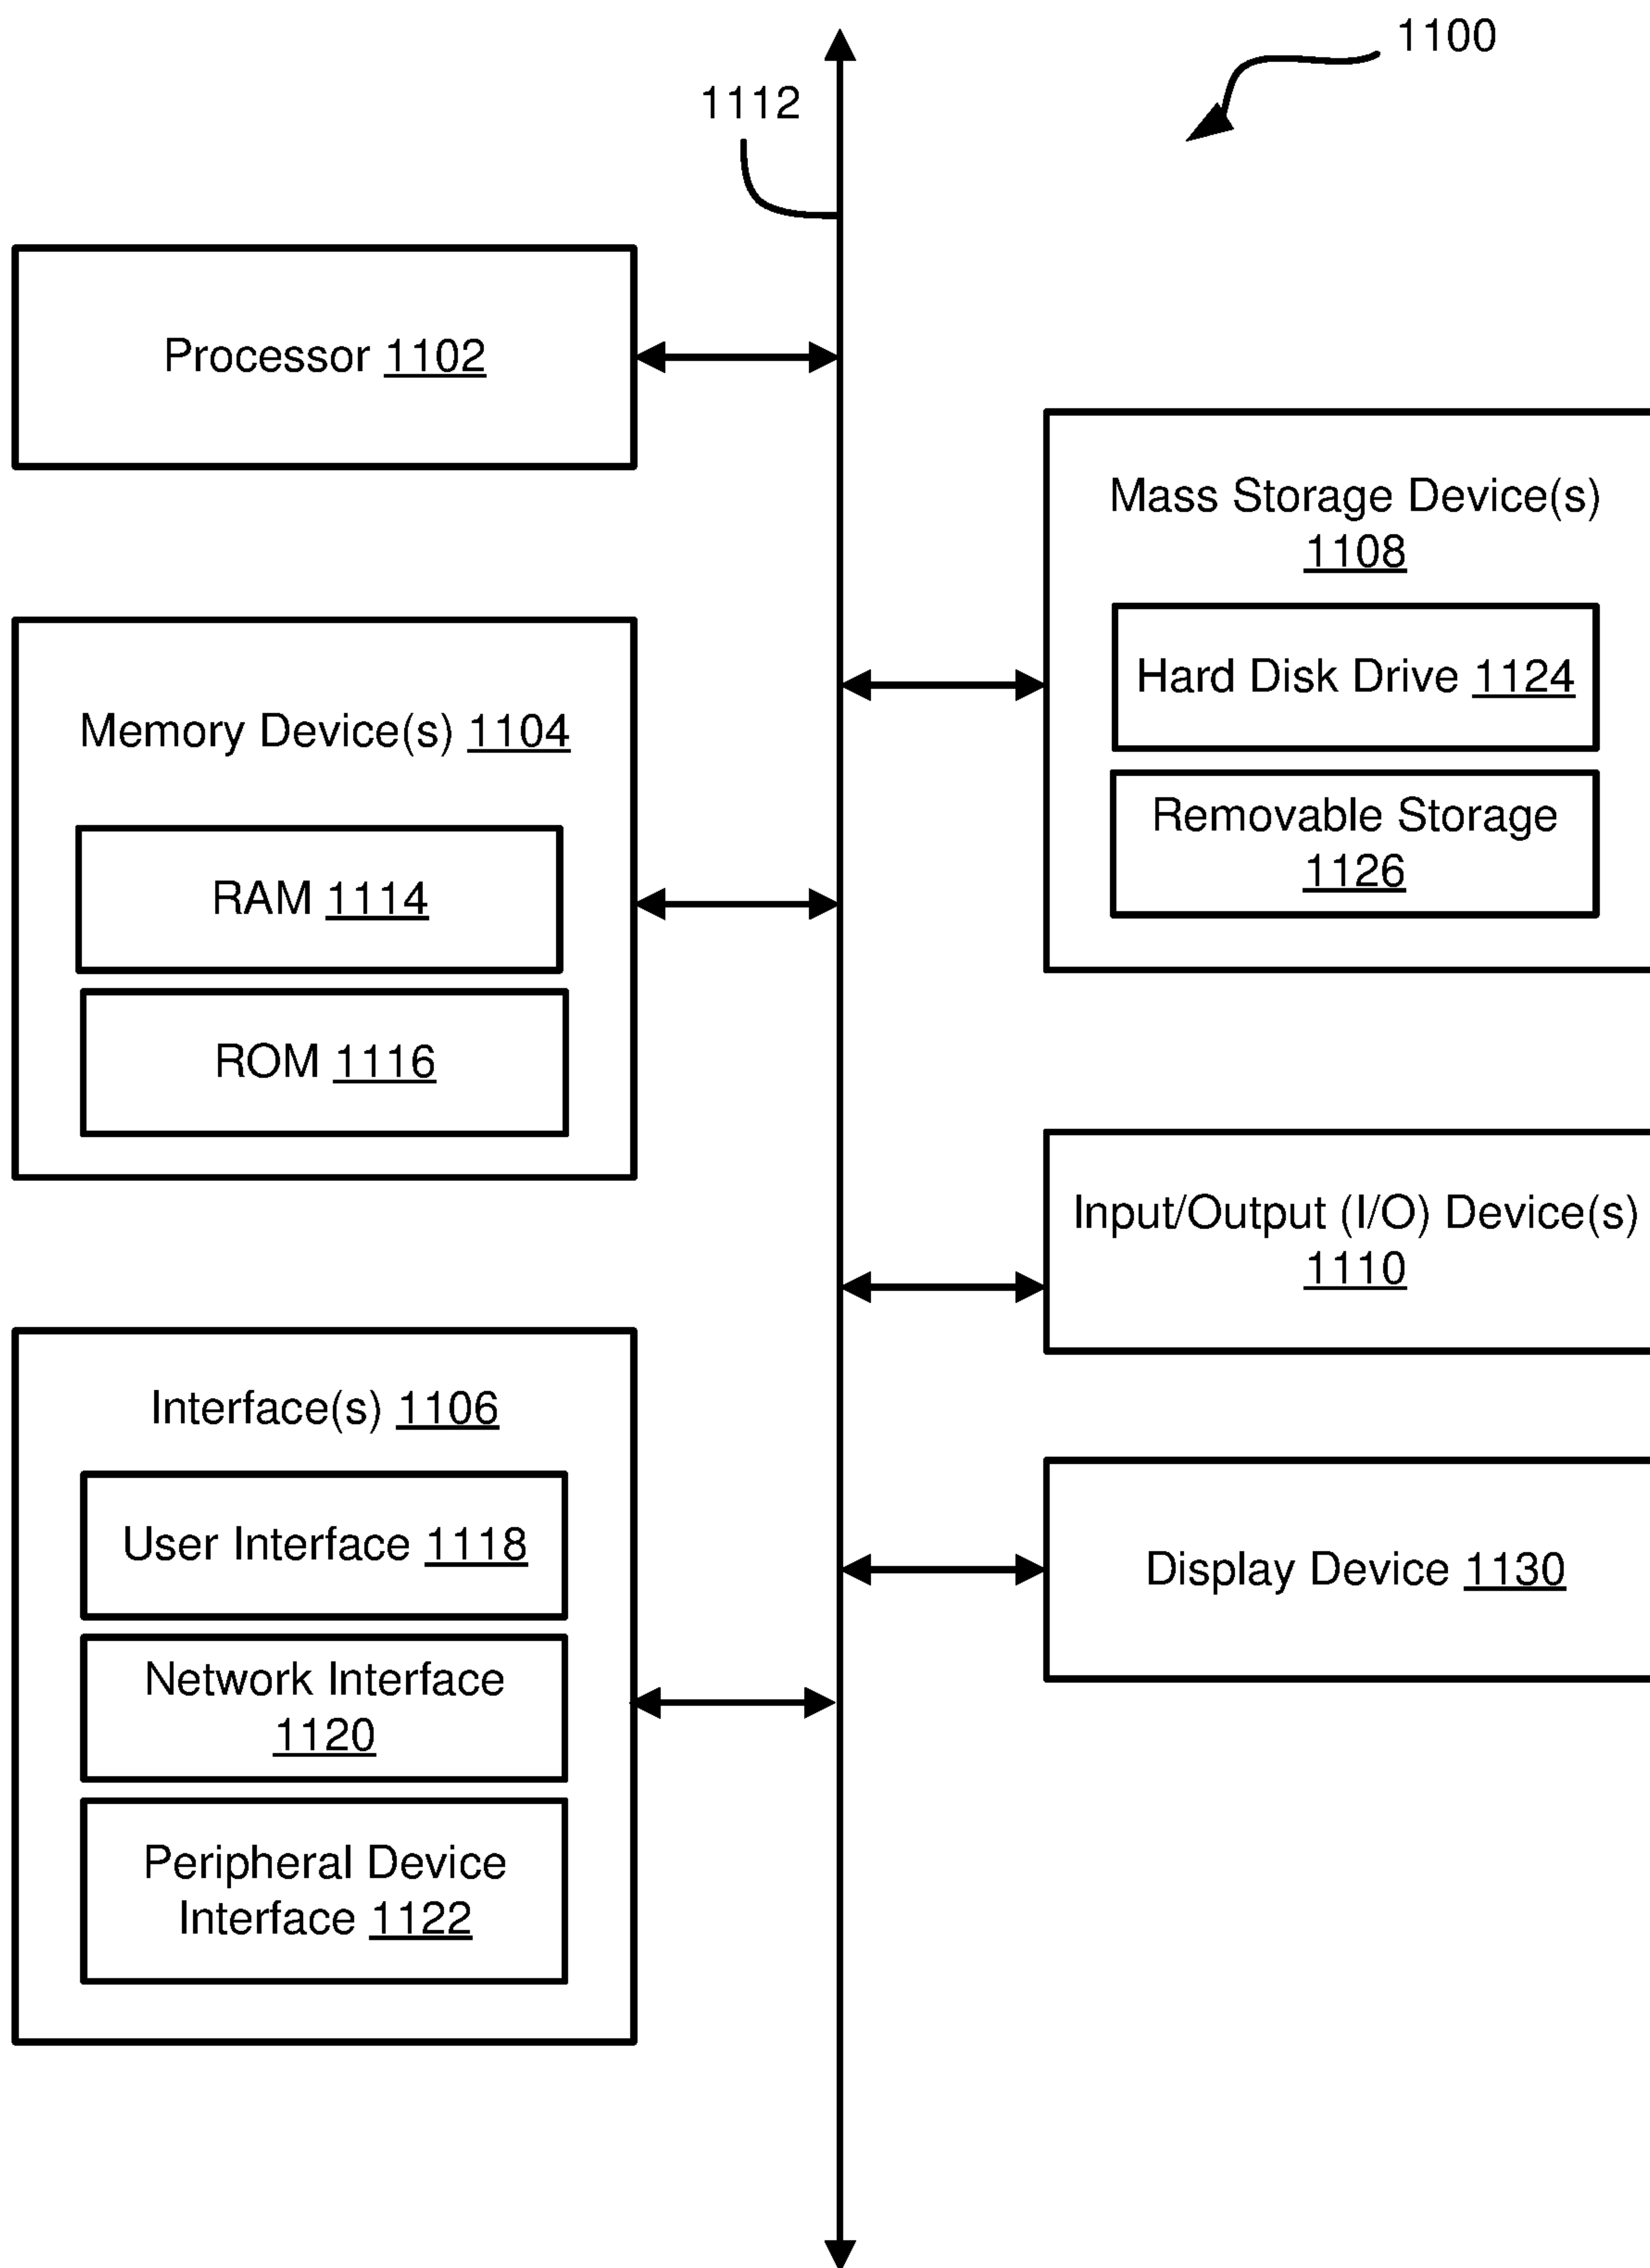 1100
1112
Processor 1102
Memory Device(s) 1104
RAM 1114
ROM 1116
Interface(s) 1106
User Interface 1118
Network Interface
1120
Peripheral Device
Interface 1122
Mass Storage Device(s)
1108
Hard Disk Drive 1124
Removable Storage
1126
Input/Output (I/O) Device(s)
1110
Display Device 1130